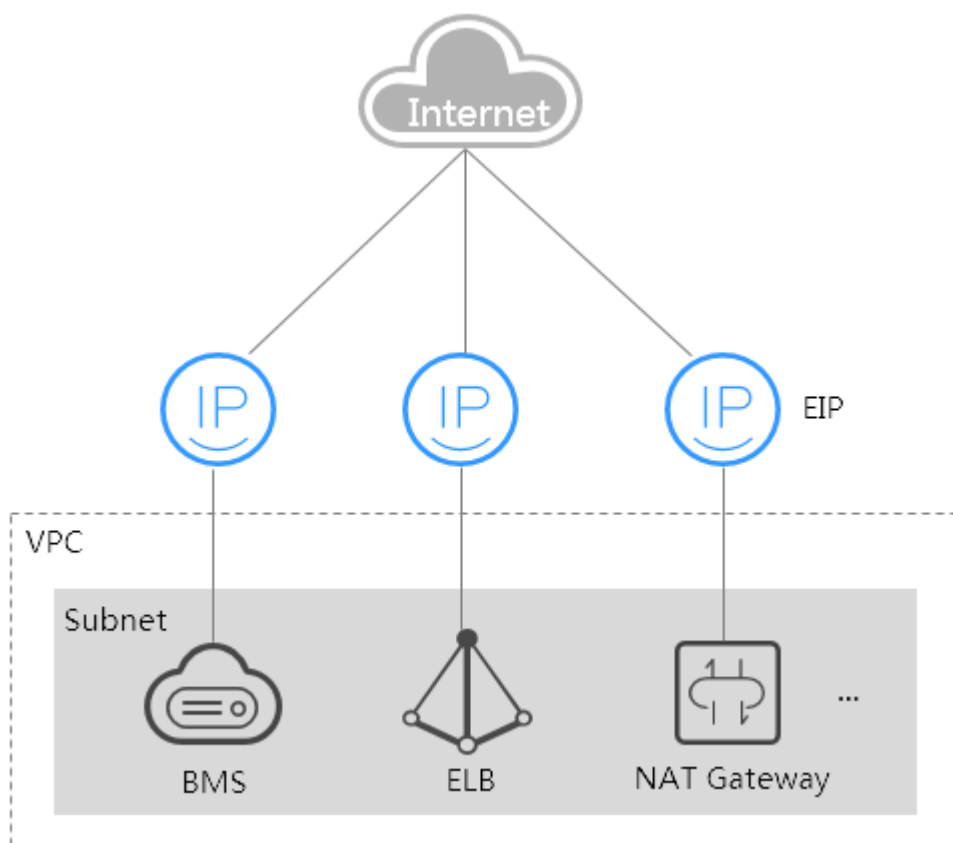 Internet
IP
IP
IP
EIP
VPC
Subnet
...
BMS
ELB
NAT Gateway